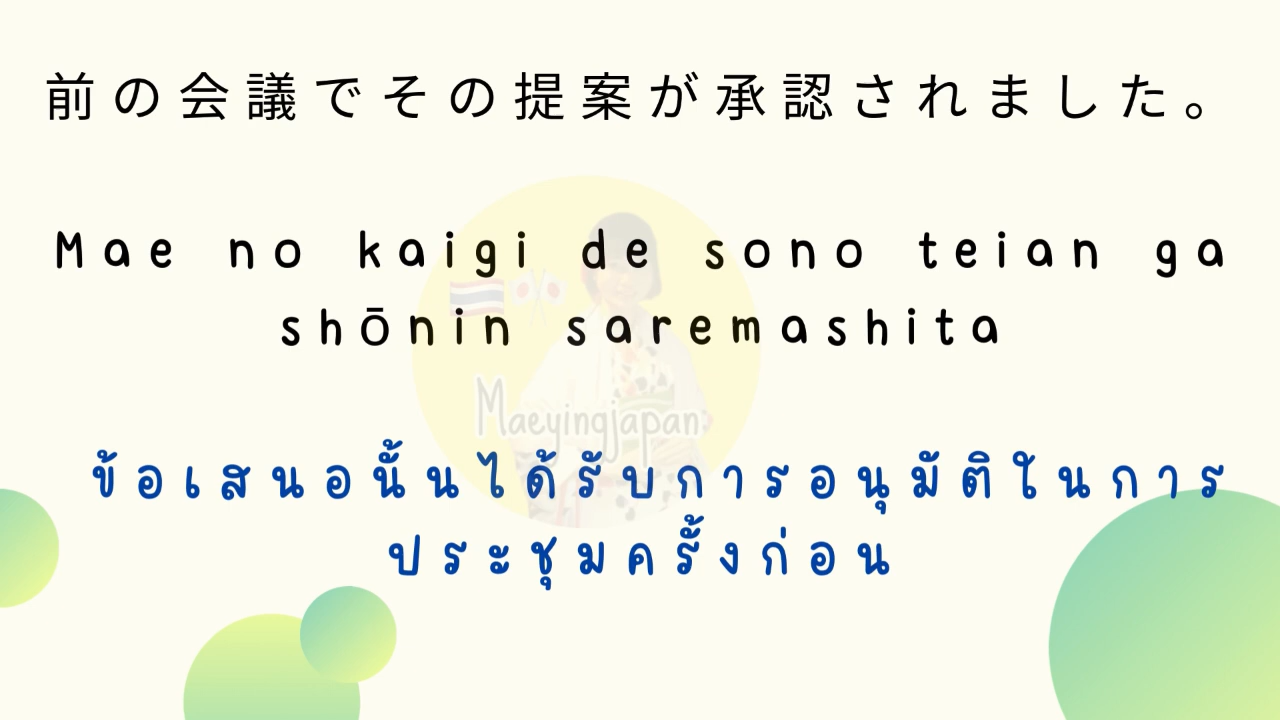 前の会議でその提案が承認されました。
Mae no kaigi de sono teian ga
shōnin saremashita
Maeyingjapan
ข้อเสนอนั้นได้รับการอนุมัติในการ
ประชุมครั้งก่อน